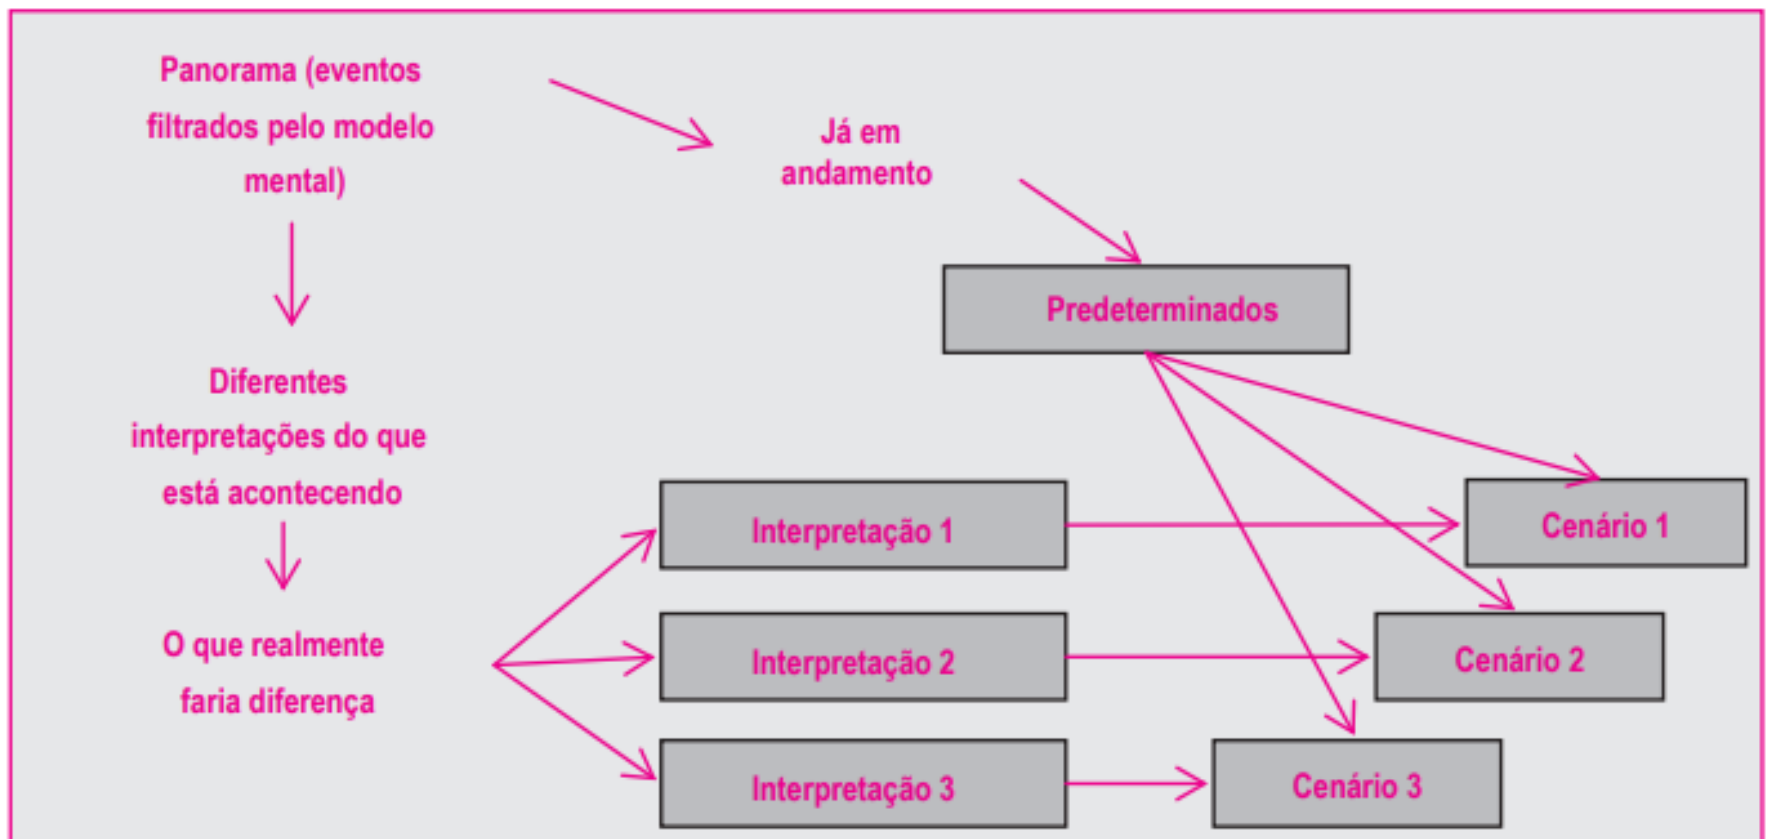 Panorama (eventos
filtrados pelo modelo
mental)
Já em
andamento
Predeterminados
Diferentes
interpretações do que
está acontecendo
Interpretação 1
Cenário 1
O que realmente
faria diferença
Interpretação 2
Cenário 2
Interpretação 3
Cenário 3